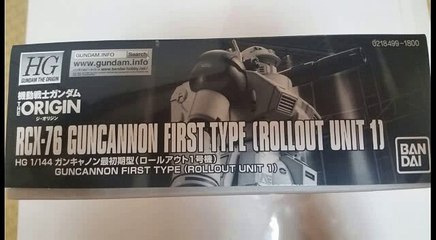 HG
GUNDAM THE ORIGIN
GUNDAM.INFO
Search
www.gundam.info
0218499-1800
機動戦士ガンダム
THE ORIGIN
ジ・オリジン
RCX-76 GUNCANNON FIRST TYPE (ROLLOUT UNIT 1)
HG 1/144 ガンキャノン最初期型(ロールアウト1号機)
GUNCANNON FIRST TYPE (ROLLOUT UNIT 1)
BAN
DAI